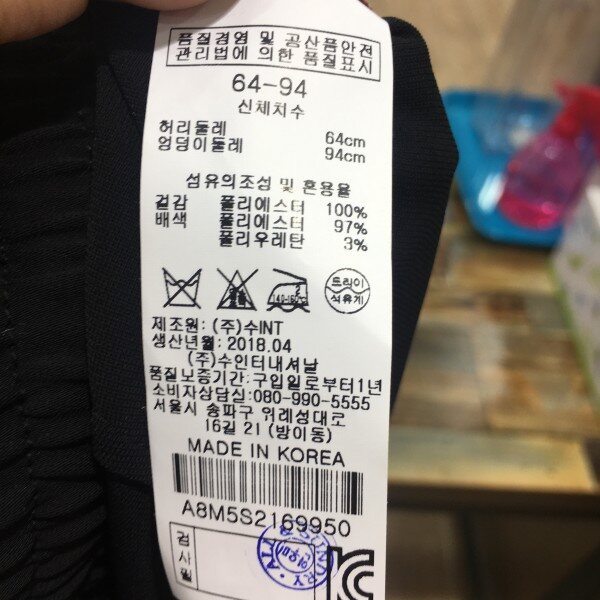 품질경영 및 공산품안전
관리법에 의한 품질표시
64-94
신체치수
허리둘레 64cm
엉덩이둘레 94cm
섬유의조성 및 혼용율
겉감 폴리에스터 100%
배색 폴리에스터 97%
폴리우레탄 3%
140-160℃
드라이
석유계
제조원: (주)수INT
생산년월: 2018.04
(주)수인터내셔날
품질보증기간: 구입일로부터1년
소비자상담실:080-990-5555
서울시 송파구 위례성대로
16길 21 (방이동)
MADE IN KOREA
A8M5S2169950
검사필